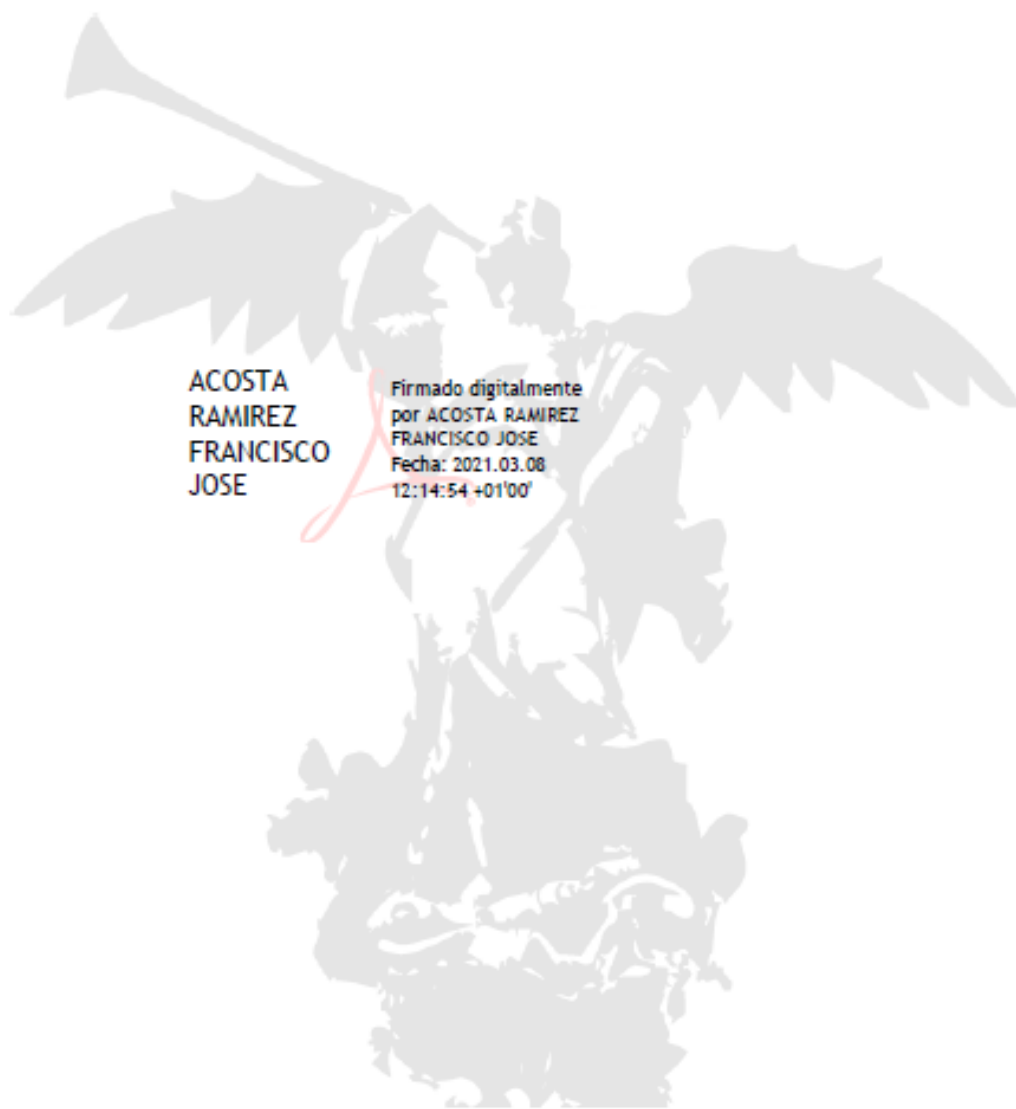 ACOSTA
RAMIREZ
FRANCISCO
JOSE
Firmado digitalmente
por ACOSTA RAMIREZ
FRANCISCO JOSE
Fecha: 2021.03.08
12:14:54 +01'00'